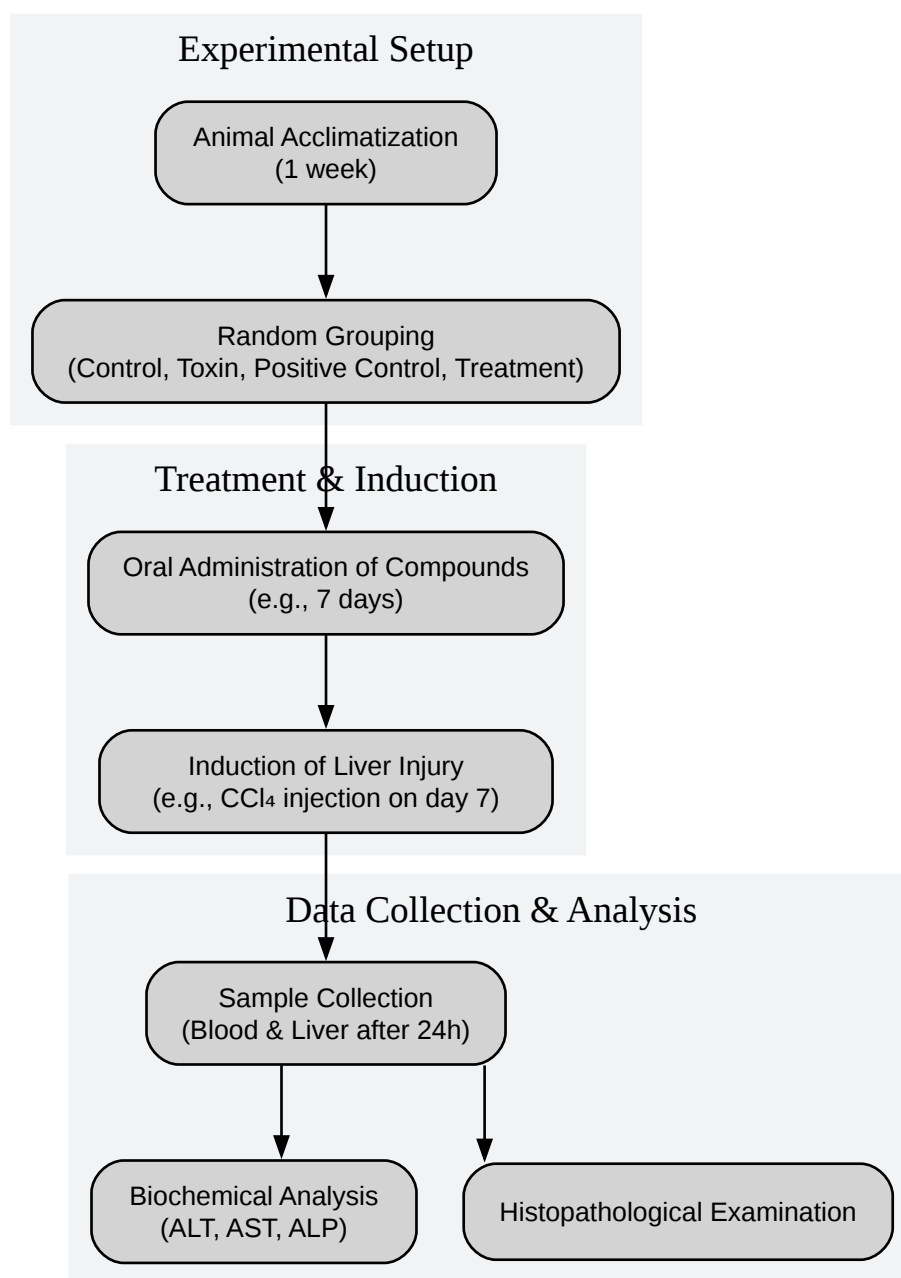 Experimental Setup
Animal Acclimatization
(1 week)
Random Grouping
(Control, Toxin, Positive Control, Treatment)
Treatment & Induction
Oral Administration of Compounds
(e.g., 7 days)
Induction of Liver Injury
(e.g., CCl₄ injection on day 7)
Data Collection & Analysis
Sample Collection
(Blood & Liver after 24h)
Biochemical Analysis
(ALT, AST, ALP)
Histopathological Examination